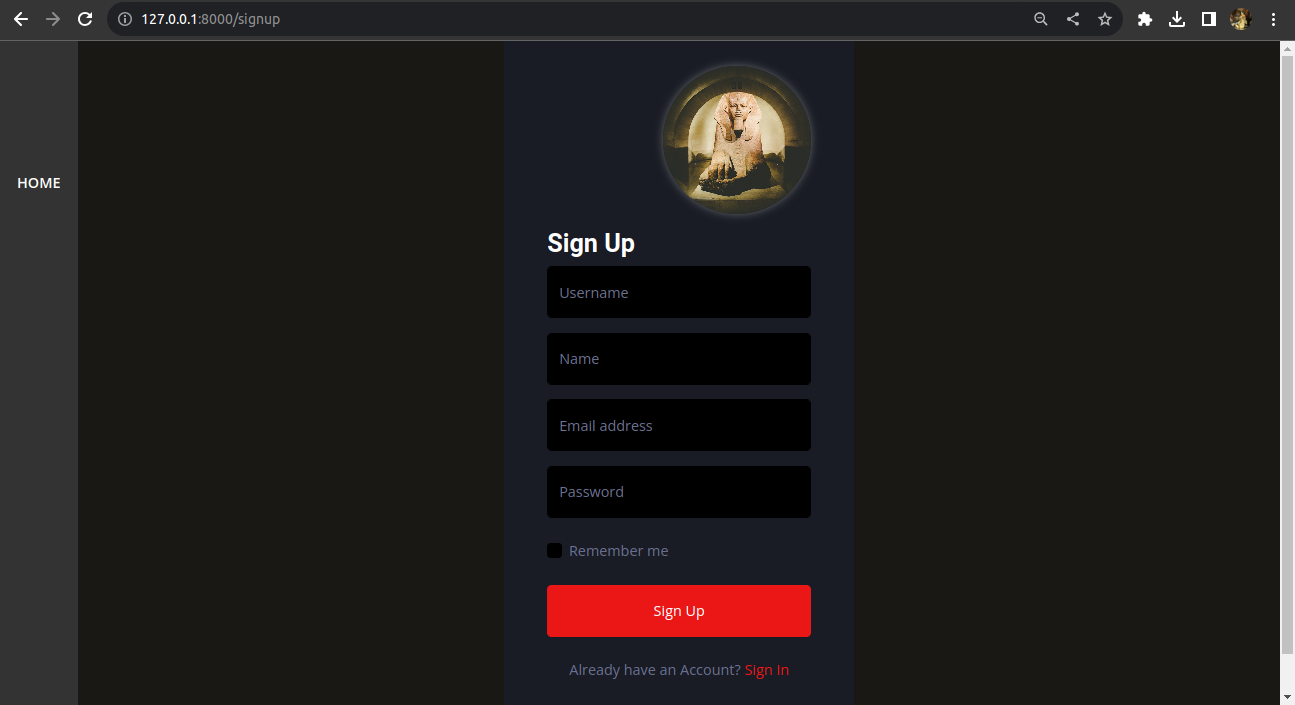 127.0.0.1:8000/signup
HOME
Sign Up
Username
Name
Email address
Password
Remember me
Sign Up
Already have an Account? Sign In